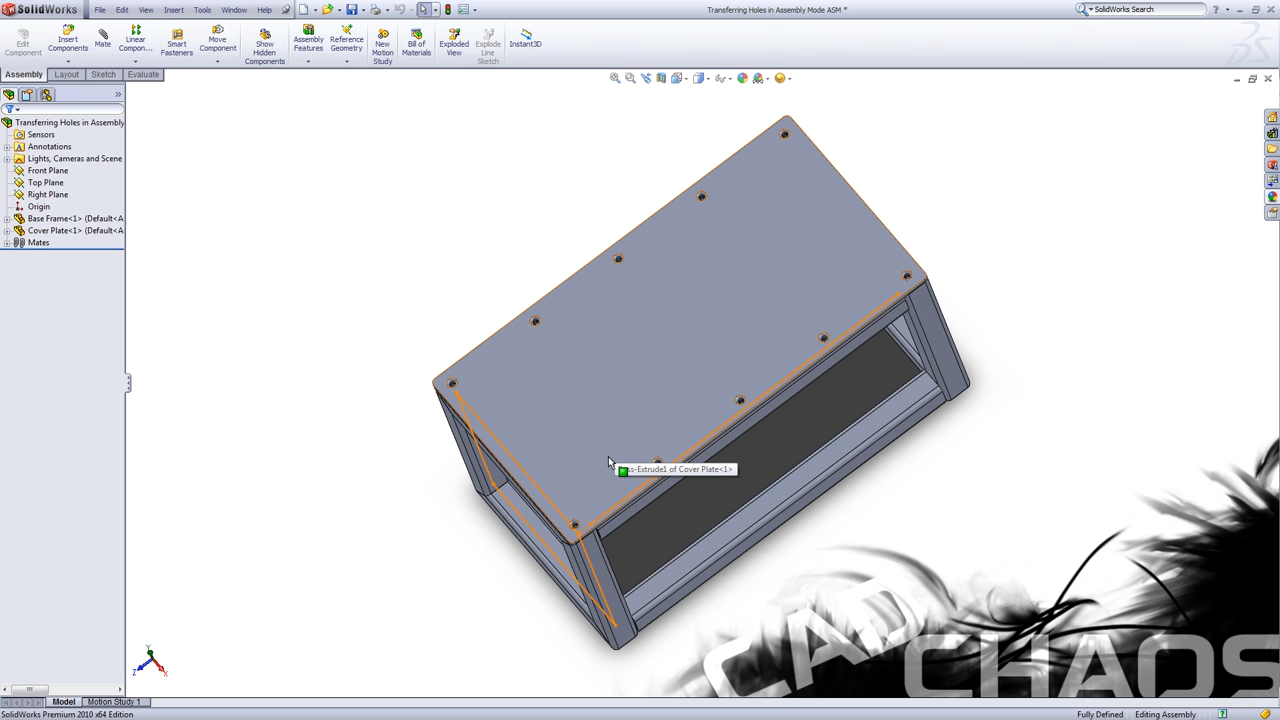 SolidWorks
File Edit View Insert Tools Window Help
Transferring Holes in Assembly Mode ASM *
SolidWorks Search
Edit Component
Insert Components
Mate
Linear Compon...
Smart Fasteners
Move Component
Show Hidden Components
Assembly Features
Reference Geometry
New Motion Study
Bill of Materials
Exploded View
Explode Line Sketch
Instant3D
Assembly Layout Sketch Evaluate
Transferring Holes in Assembly
Sensors
Annotations
Lights, Cameras and Scene
Front Plane
Top Plane
Right Plane
Origin
Base Frame<1> (Default<A
Cover Plate<1> (Default<A
Mates
ss-Extrude1 of Cover Plate<1>
Y
Z
X
CAD
CHAOS
Model Motion Study 1
SolidWorks Premium 2010 x64 Edition
Fully Defined Editing Assembly